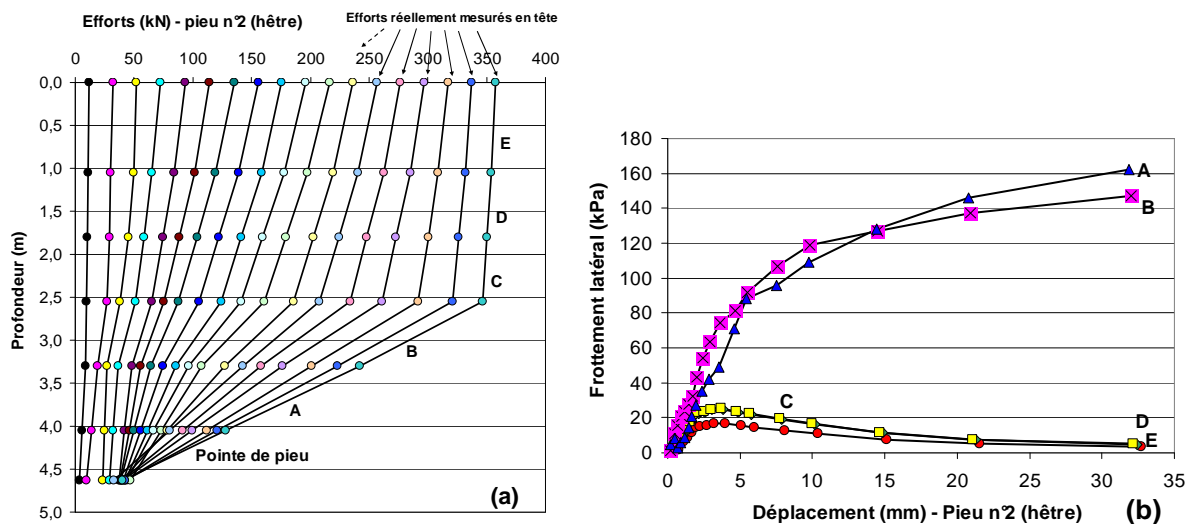 Efforts (kN) - pieu n°2 (hêtre)
Efforts réellement mesurés en tête
0 50 100 150 200 250 300 350 400
Profondeur (m)
0,0
0,5
1,0
1,5
2,0
2,5
3,0
3,5
4,0
4,5
5,0
E
D
C
B
A
Pointe de pieu
(a)
Frottement latéral (kPa)
180
160
140
120
100
80
60
40
20
0
A
B
C
D
E
0 5 10 15 20 25 30 35
Déplacement (mm) - Pieu n°2 (hêtre)
(b)